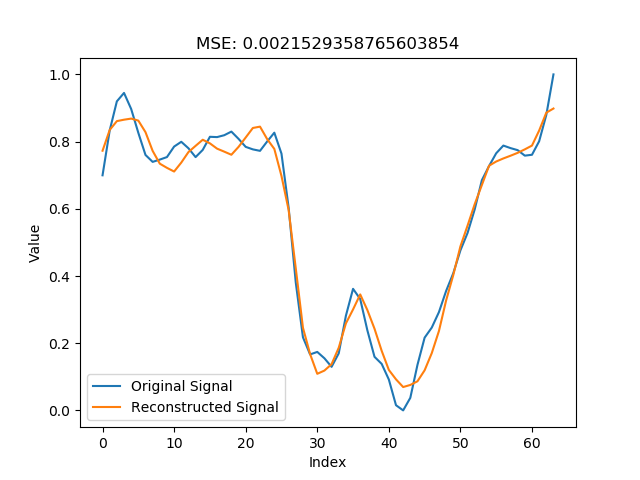 MSE: 0.0021529358765603854
Value
1.0
0.8
0.6
0.4
0.2
0.0
Original Signal
Reconstructed Signal
0 10 20 30 40 50 60
Index